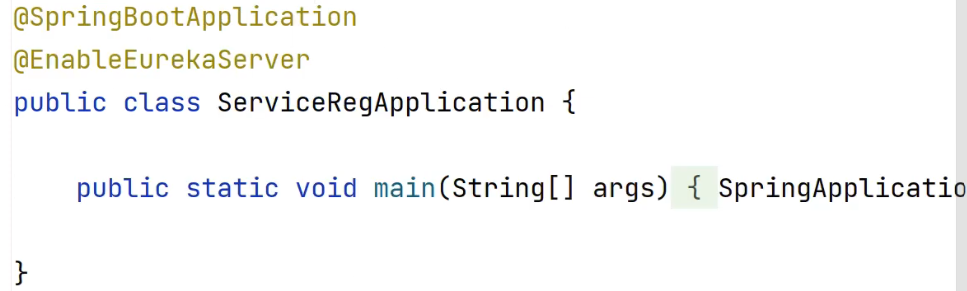 @SpringBootApplication
@EnableEurekaServer
public class ServiceRegApplication {
public static void main(String[] args) { SpringApplicatio
}